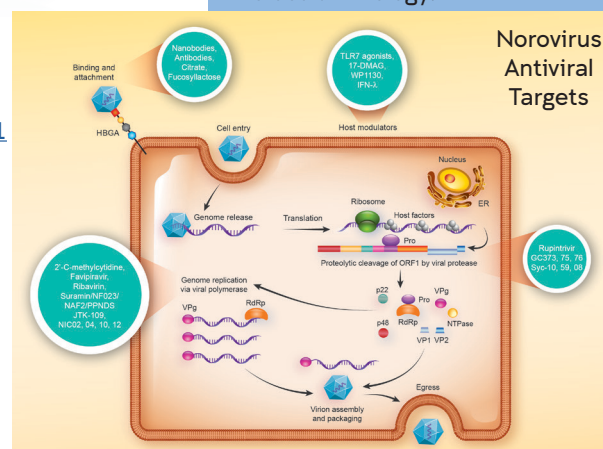 Norovirus
Antiviral
Targets
Nanobodies,
Antibodies,
Citrate,
Fucosyllactose
TLR7 agonists,
17-DMAG,
WP1130,
IFN-λ,
Binding and
attachment
HBGA
Cell entry
Host modulators
Nucleus
ER
Ribosome
Host factors
Genome release
Translation
Pro
Proteolytic cleavage of ORF1 by viral protease
Rupintrivir
GC373, 75, 76
Syc-10, 59, 08
2'-C-methylcytidine,
Favipiravir,
Ribavirin,
Suramin/NF023/
NAF2/PPNDS
JTK-109,
NIC02, 04, 10, 12
Genome replication
via viral polymerase
VPg
RdRp
p22
Pro
VPg
RdRp
NTPase
p48
VP1 VP2
Virion assembly
and packaging
Egress